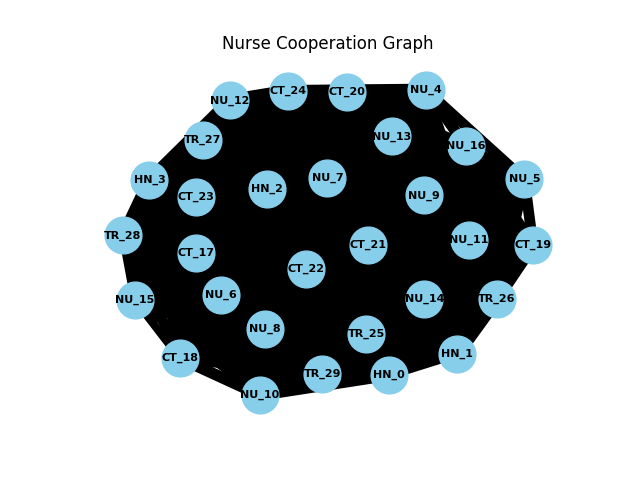 Nurse Cooperation Graph
NU_4
CT_24
CT_20
NU_12
NU_13
TR_27
NU_16
NU_7
NU_5
HN_3
HN_2
NU_9
CT_23
TR_28
NU_11
CT_21
CT_19
CT_17
CT_22
NU_6
NU_14
TR_26
NU_15
NU_8
TR_25
HN_1
CT_18
TR_29
HN_0
NU_10